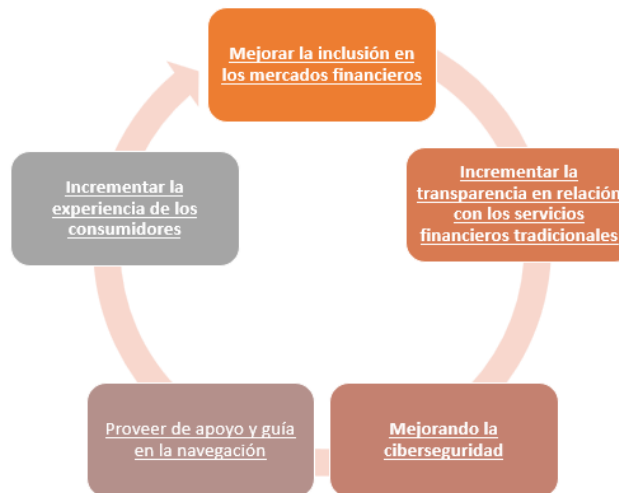 Mejorar la inclusión en
los mercados financieros
Incrementar la
transparencia en relación
con los servicios
financieros tradicionales
Mejorando la
ciberseguridad
Proveer de apoyo y guía
en la navegación
Incrementar la
experiencia de los
consumidores